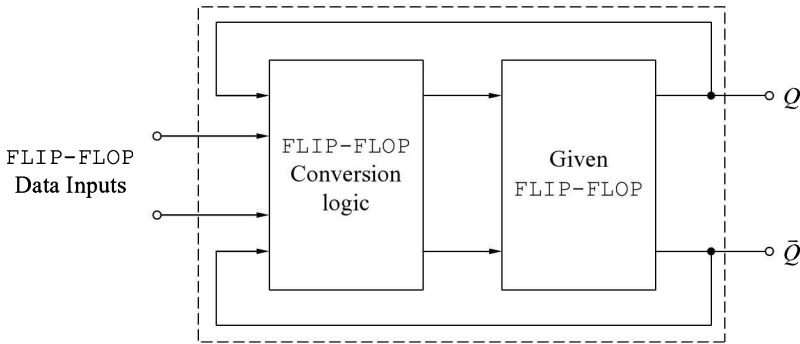 FLIP-FLOP
Data Inputs
FLIP-FLOP
Conversion
logic
Given
FLIP-FLOP
Q
Q̄